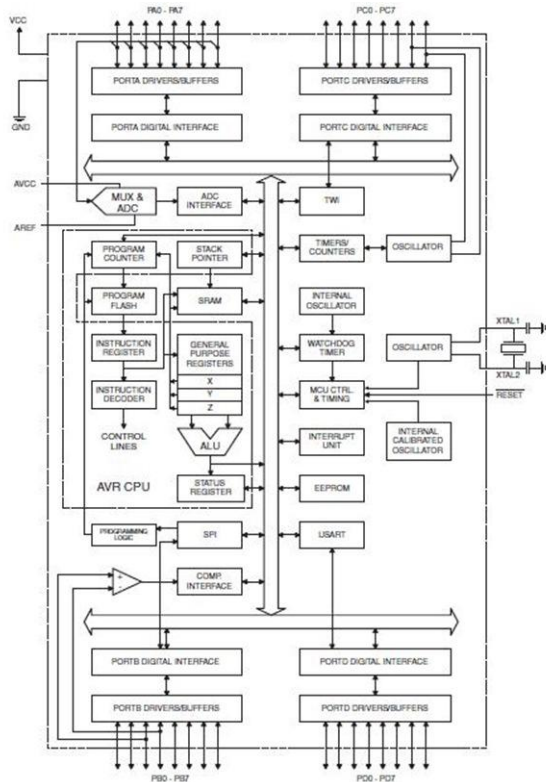 PA0 - PA7
PC0 - PC7
VCC
GND
PORTA DRIVERS/BUFFERS
PORTC DRIVERS/BUFFERS
PORTA DIGITAL INTERFACE
PORTC DIGITAL INTERFACE
AVCC
AREF
MUX &
ADC
ADC
INTERFACE
TWI
PROGRAM
COUNTER
STACK
POINTER
TIMERS/
COUNTERS
OSCILLATOR
PROGRAM
FLASH
SRAM
INTERNAL
OSCILLATOR
INSTRUCTION
REGISTER
GENERAL
PURPOSE
REGISTERS
X
Y
Z
WATCHDOG
TIMER
OSCILLATOR
XTAL1
XTAL2
INSTRUCTION
DECODER
MCU CTRL.
& TIMING
RESET
CONTROL
LINES
ALU
INTERRUPT
UNIT
INTERNAL
CALIBRATED
OSCILLATOR
AVR CPU
STATUS
REGISTER
EEPROM
PROGRAMMING
LOGIC
SPI
USART
+
-
COMP.
INTERFACE
PORTB DIGITAL INTERFACE
PORTD DIGITAL INTERFACE
PORTB DRIVERS/BUFFERS
PORTD DRIVERS/BUFFERS
PB0 - PB7
PD0 - PD7